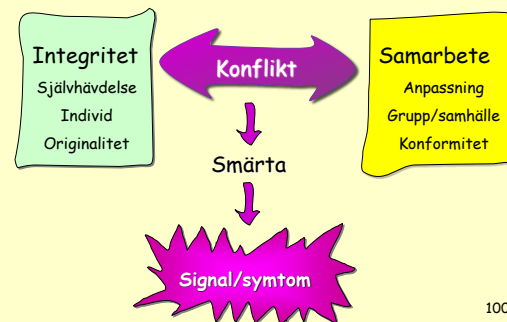 Integritet
Självhävdelse
Individ
Originalitet
Konflikt
Samarbete
Anpassning
Grupp/samhälle
Konformitet
Smärta
Signal/symtom
100